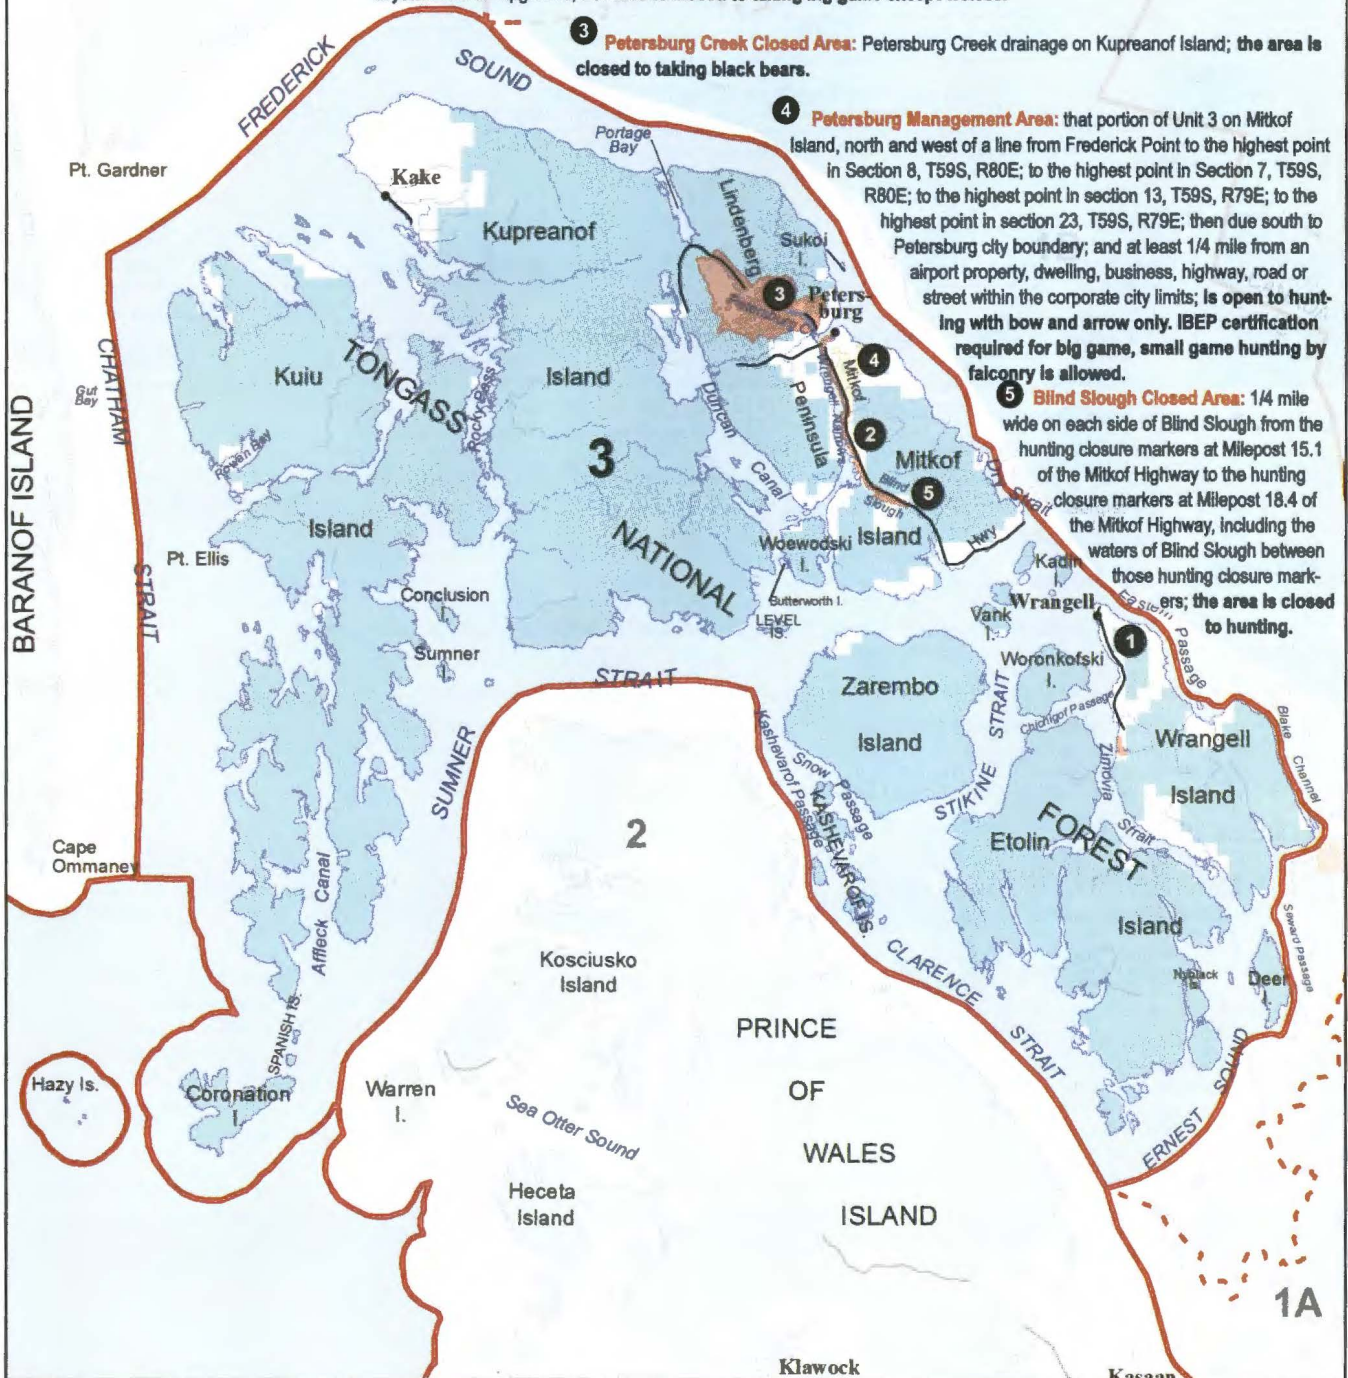 3 Petersburg Creek Closed Area: Petersburg Creek drainage on Kupreanof Island; the area is
closed to taking black bears.
4 Petersburg Management Area: that portion of Unit 3 on Mitkof
Island, north and west of a line from Frederick Point to the highest point
in Section 8, T59S, R80E; to the highest point in Section 7, T59S,
R80E; to the highest point in section 13, T59S, R79E; to the
highest point in section 23, T59S, R79E; then due south to
Petersburg city boundary; and at least 1/4 mile from an
airport property, dwelling, business, highway, road or
street within the corporate city limits; is open to hunt-
ing with bow and arrow only. IBEP certification
required for big game, small game hunting by
falconry is allowed.
5 Blind Slough Closed Area: 1/4 mile
wide on each side of Blind Slough from the
hunting closure markers at Milepost 15.1
of the Mitkof Highway to the hunting
closure markers at Milepost 18.4 of
the Mitkof Highway, including the
waters of Blind Slough between
those hunting closure mark-
ers; the area is closed
to hunting.
FREDERICK
SOUND
Pt. Gardner
Kake
Portage
Bay
Kupreanof
Lindenberg
Sukoi
I.
3
Peters-
burg
4
CHATHAM
Gut
Bay
Kuiu
TONGASS
Rocky Pass
Island
Duncan
Canal
Peninsula
Mitkof
2
3
Mitkof
Dry Strait
BARANOF ISLAND
Rowan Bay
Island
Blind
Slough
5
Island
Hwy
NATIONAL
Woewodski
I.
Kadin
I.
Pt. Ellis
STRAIT
Conclusion
I.
Butterworth I.
LEVEL
IS.
Vank
I.
Wrangell
Eastern
Passage
1
Sumner
I.
STRAIT
Zarembo
Island
STRAIT
Woronkofski
I.
Chichigof Passage
SUMNER
Kashevarof Passage
Snow
Passage
KASHEVAROF IS.
STIKINE
Zimovia
Strait
Wrangell
Island
Blake
Channel
2
Etolin
FOREST
Island
Cape
Ommaney
Affleck Canal
Kosciusko
Island
CLARENCE
STRAIT
Niblack
Deer
I.
Seward Passage
SPANISH IS.
PRINCE
OF
WALES
ISLAND
Hazy Is.
Coronation
I.
Warren
I.
Sea Otter Sound
Heceta
Island
ERNEST
SOUND
1A
Klawock
Kasaan